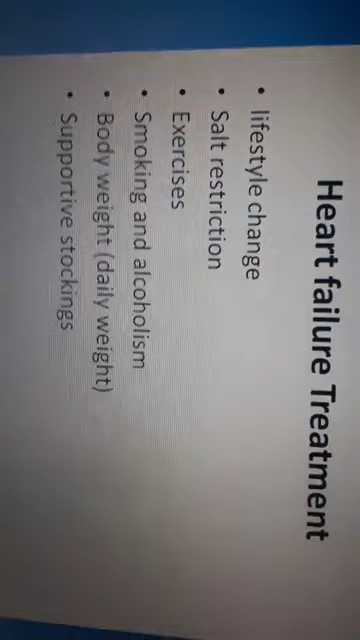 Heart failure Treatment
• lifestyle change
• Salt restriction
• Exercises
• Smoking and alcoholism
• Body weight (daily weight)
• Supportive stockings